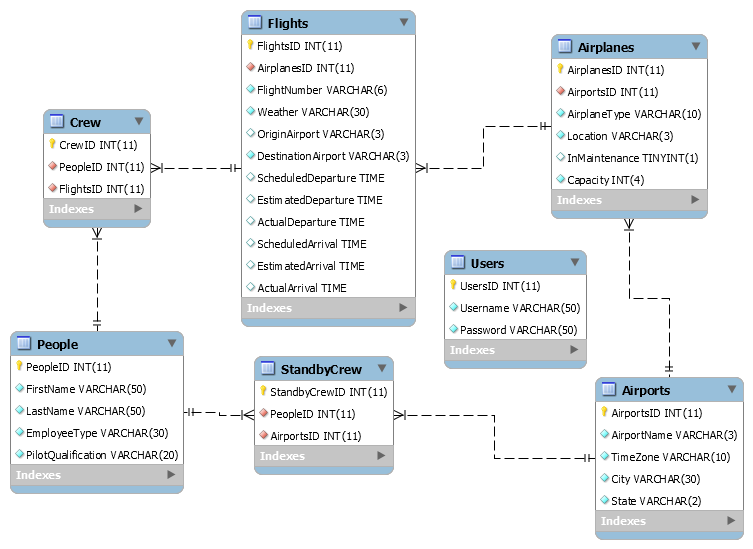 Flights
FlightsID INT(11)
AirplanesID INT(11)
FlightNumber VARCHAR(6)
Weather VARCHAR(30)
OriginAirport VARCHAR(3)
DestinationAirport VARCHAR(3)
ScheduledDeparture TIME
EstimatedDeparture TIME
ActualDeparture TIME
ScheduledArrival TIME
EstimatedArrival TIME
ActualArrival TIME
Indexes
Airplanes
AirplanesID INT(11)
AirportsID INT(11)
AirplaneType VARCHAR(10)
Location VARCHAR(3)
InMaintenance TINYINT(1)
Capacity INT(4)
Indexes
Crew
CrewID INT(11)
PeopleID INT(11)
FlightsID INT(11)
Indexes
Users
UsersID INT(11)
Username VARCHAR(50)
Password VARCHAR(50)
Indexes
People
PeopleID INT(11)
FirstName VARCHAR(50)
LastName VARCHAR(50)
EmployeeType VARCHAR(30)
PilotQualification VARCHAR(20)
Indexes
StandbyCrew
StandbyCrewID INT(11)
PeopleID INT(11)
AirportsID INT(11)
Indexes
Airports
AirportsID INT(11)
AirportName VARCHAR(3)
TimeZone VARCHAR(10)
City VARCHAR(30)
State VARCHAR(2)
Indexes